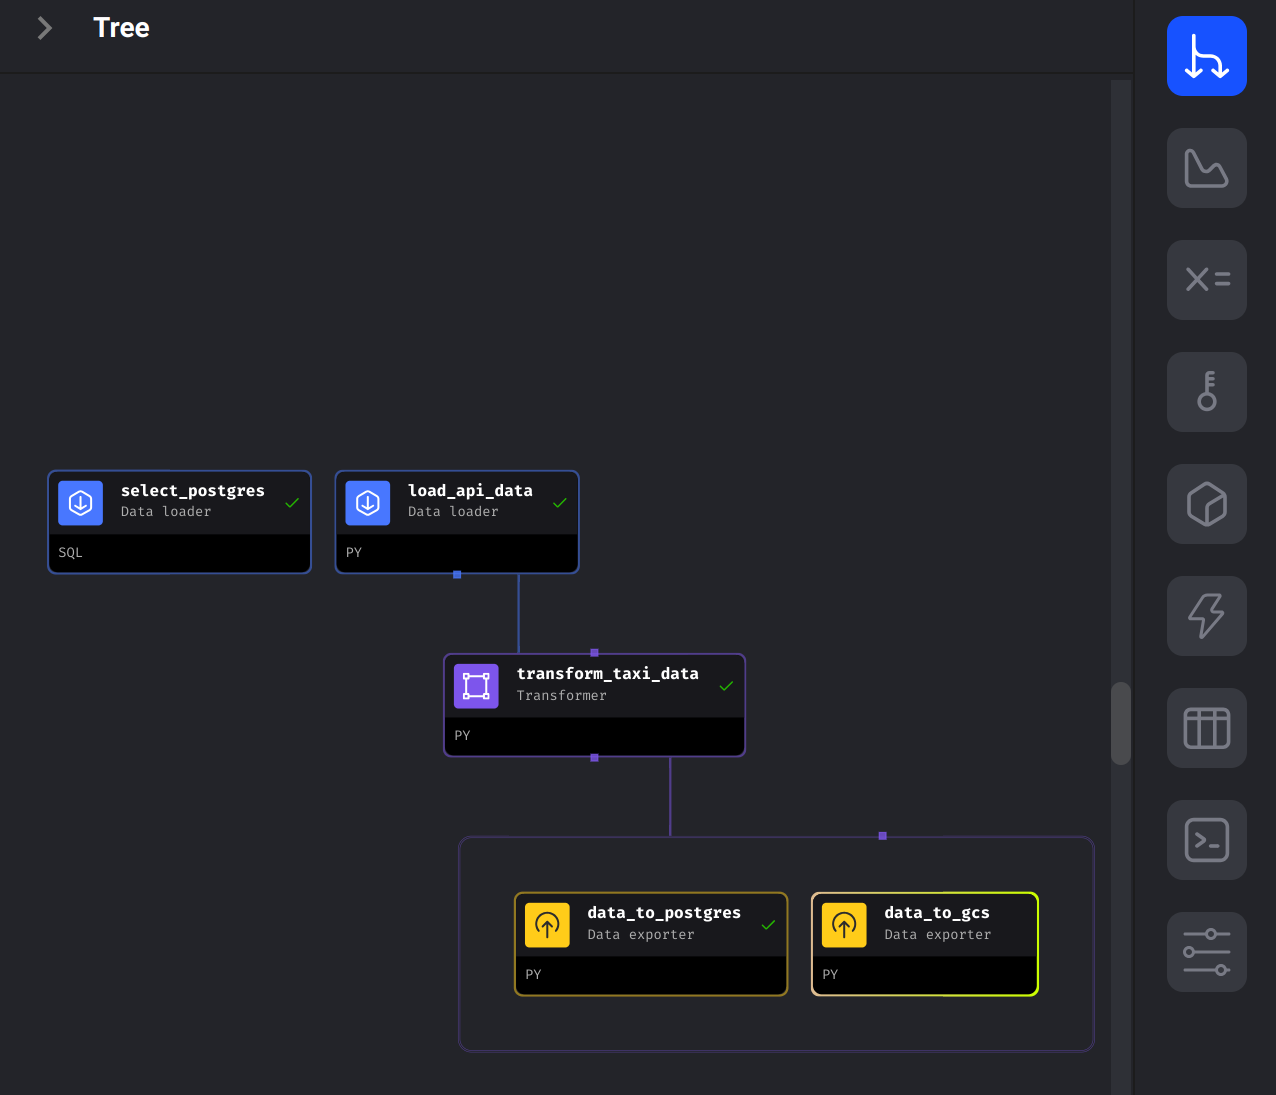 Tree
select_postgres
Data loader
SQL
load_api_data
Data loader
PY
transform_taxi_data
Transformer
PY
data_to_postgres
Data exporter
PY
data_to_gcs
Data exporter
PY